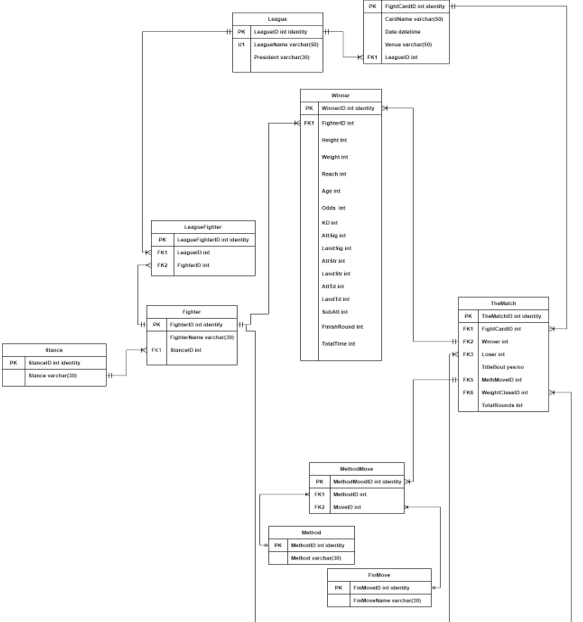 PK FightCardID int identity
CardName varchar(50)
Date datetime
Venue varchar(50)
FK1 LeagueID int
League
PK LeagueID int identity
U1 LeagueName varchar(50)
President varchar(30)
Winner
PK WinnerID int identity
FK1 FighterID int
Height int
Weight int
Reach int
Age int
Odds int
KD int
AttSig int
LandSig int
AttStr int
LandStr int
AttTd int
LandTd int
SubAtt int
FinishRound int
TotalTime int
LeagueFighter
PK LeagueFighterID int identity
FK1 LeagueID int
FK2 FighterID int
Fighter
PK FighterID int identity
FighterName varchar(30)
FK1 StanceID int
Stance
PK StanceID int identity
Stance varchar(30)
TheMatch
PK TheMatchID int identity
FK1 FightCardID int
FK2 Winner int
FK3 Loser int
TitleBout yes/no
FK5 MethMoveID int
FK6 WeightClassID int
TotalRounds int
MethodMove
PK MethodMoodID int identity
FK1 MethodID int
FK2 MoveID int
Method
PK MethodID int identity
Method varchar(30)
FinMove
PK FinMoveID int identity
FinMoveName varchar(30)